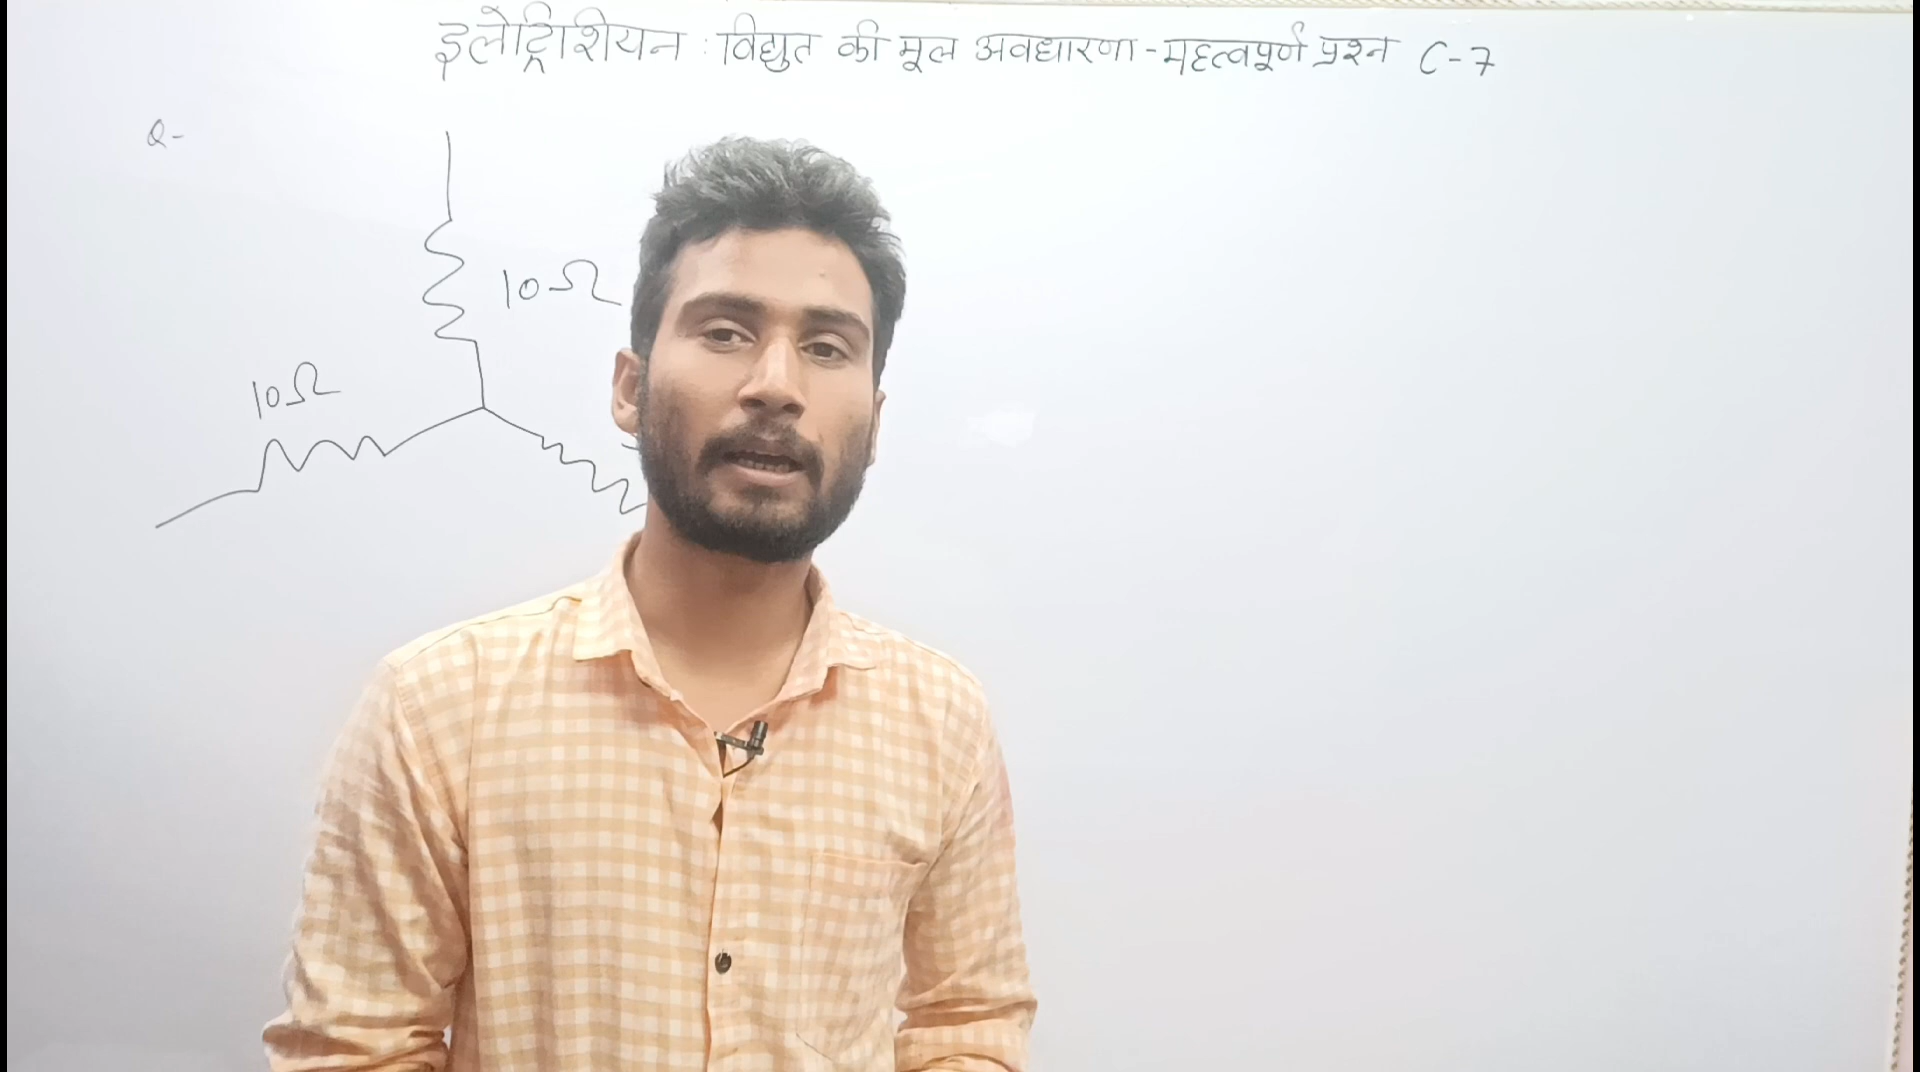 इलेट्रिशियन : विद्युत की मूल अवधारणा - महत्वपूर्ण प्रश्न C-7
Q-
10Ω
10Ω